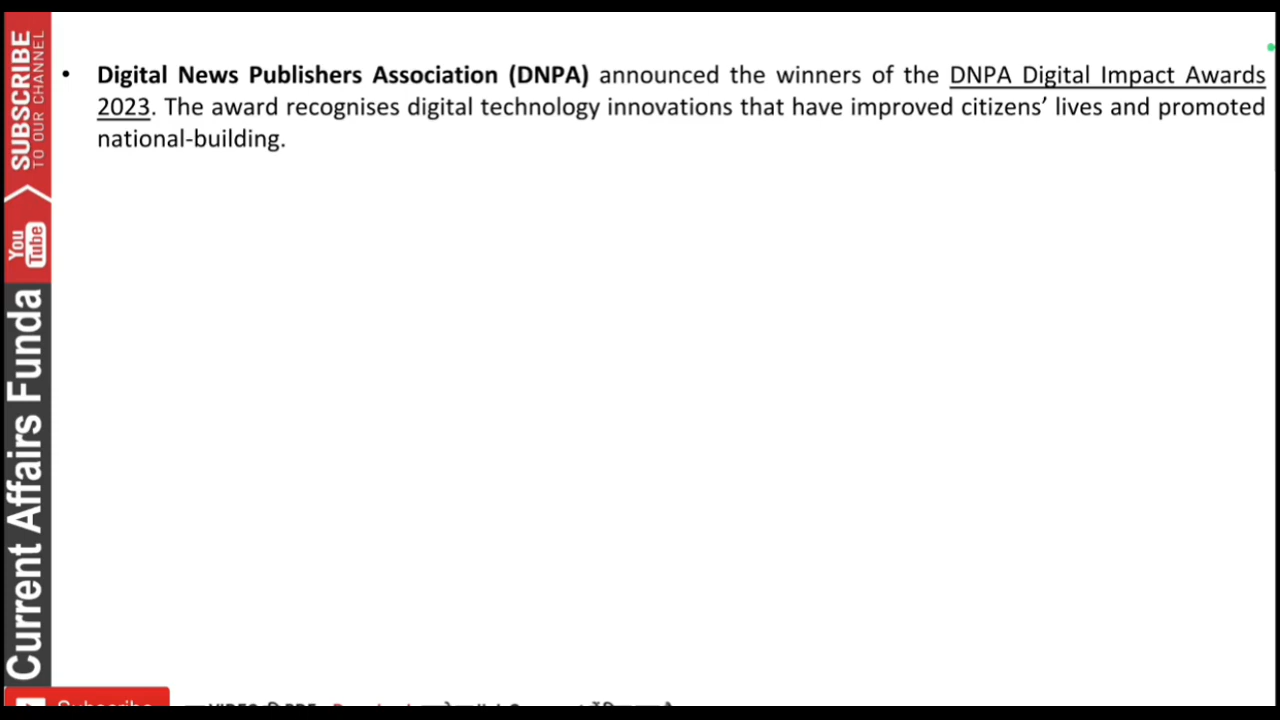 SUBSCRIBE
TO OUR CHANNEL
You
Tube
Current Affairs Funda
• Digital News Publishers Association (DNPA) announced the winners of the DNPA Digital Impact Awards
2023. The award recognises digital technology innovations that have improved citizens’ lives and promoted
national-building.
Subscribe